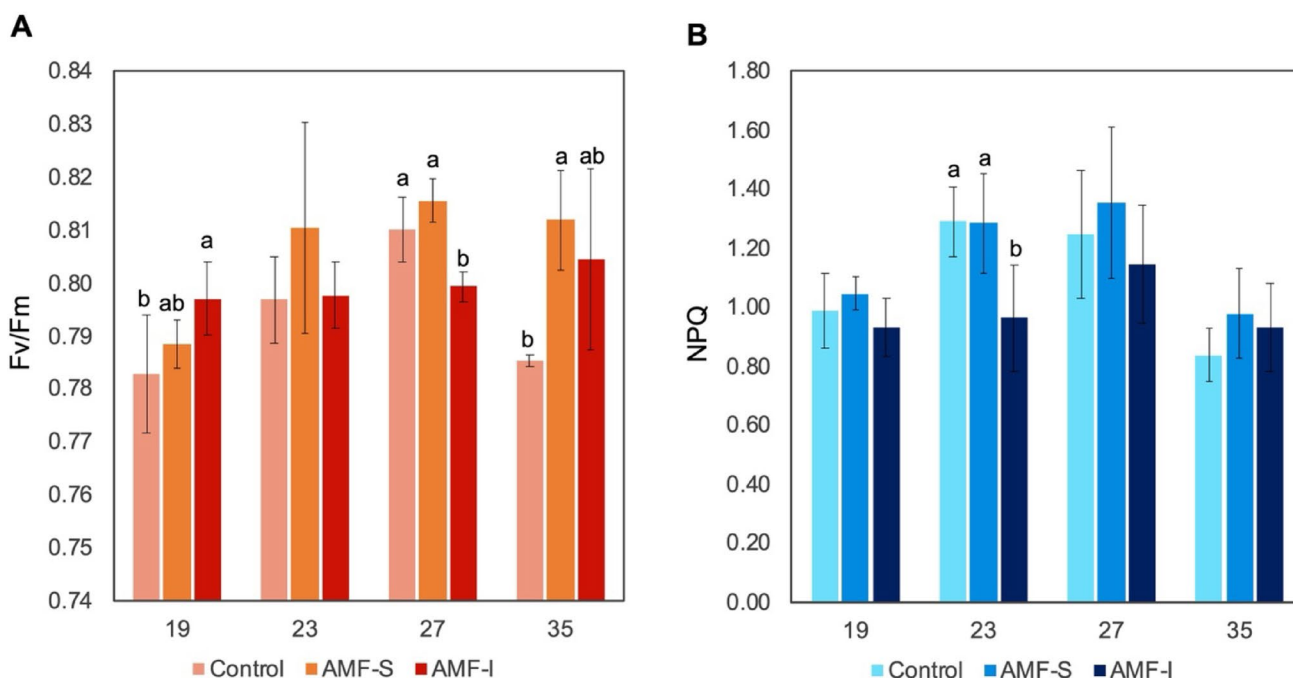 A
Fv/Fm
0.84
0.83
0.82
0.81
0.80
0.79
0.78
0.77
0.76
0.75
0.74
b ab a
a a b
b a ab
19 23 27 35
Control AMF-S AMF-I
B
NPQ
1.80
1.60
1.40
1.20
1.00
0.80
0.60
0.40
0.20
0.00
a a b
19 23 27 35
Control AMF-S AMF-I